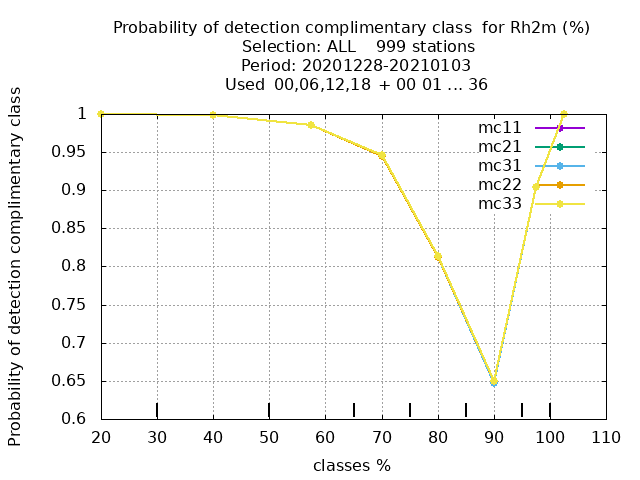 Probability of detection complimentary class  for Rh2m (%)
Selection: ALL    999 stations
Period: 20201228-20210103
Used  00,06,12,18  + 00 01 ... 36
Probability of detection complimentary class
1
0.95
0.9
0.85
0.8
0.75
0.7
0.65
0.6
mc11
mc21
mc31
mc22
mc33
20 30 40 50 60 70 80 90 100 110
classes %